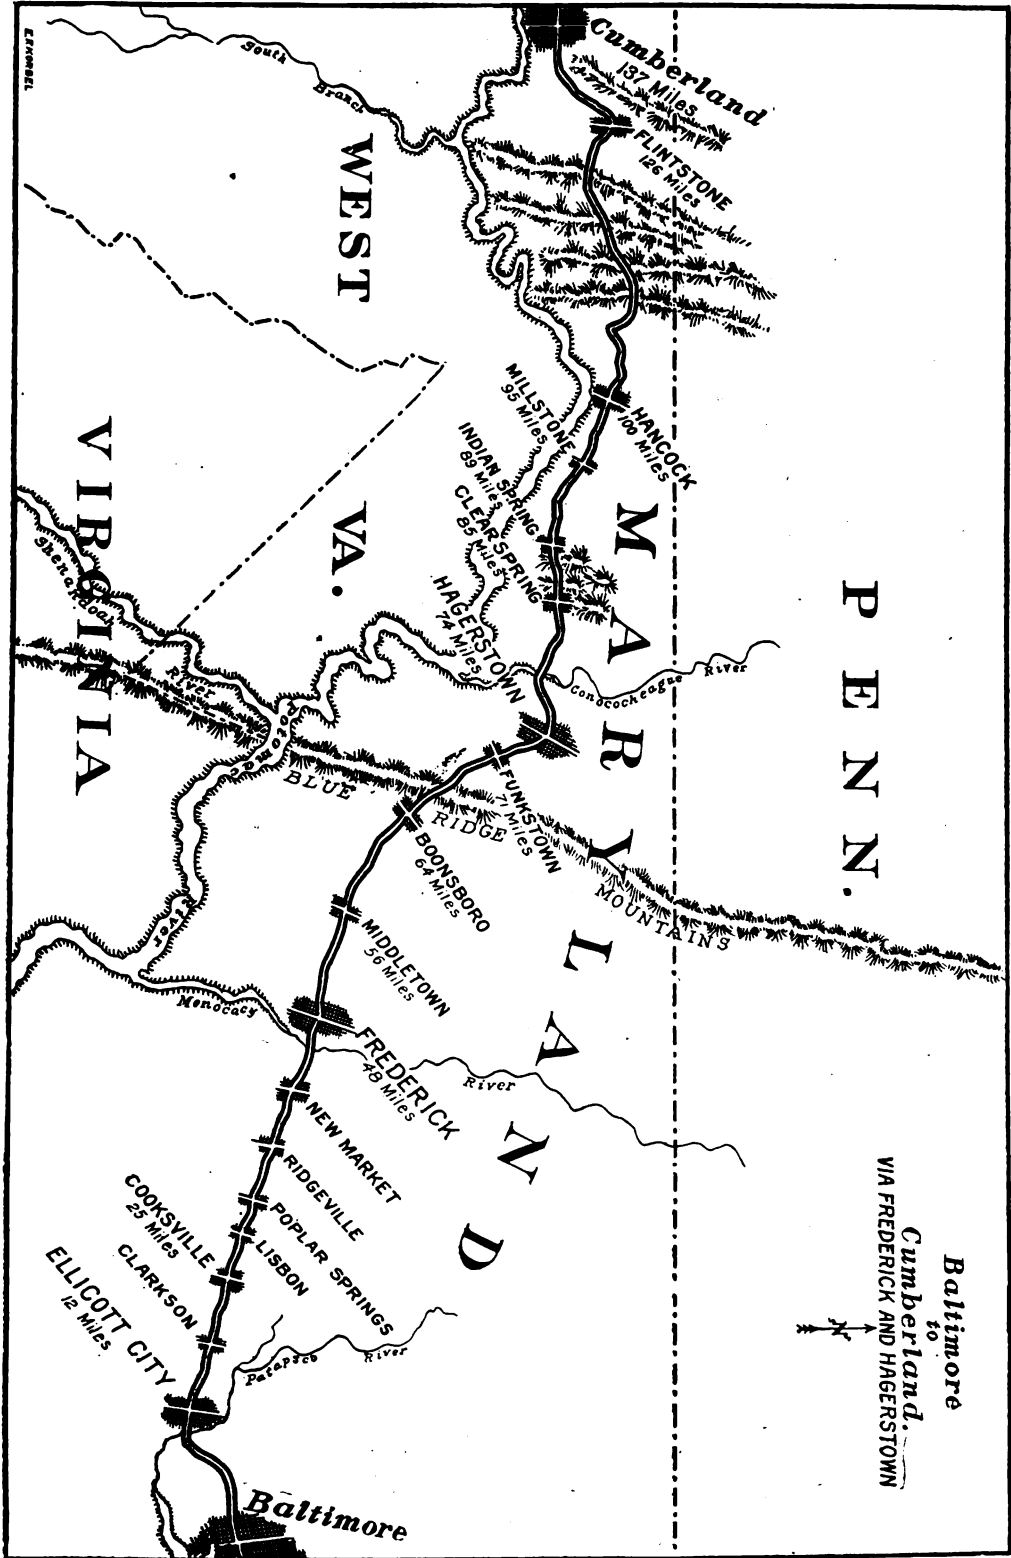 Baltimore
to
Cumberland.
VIA FREDERICK AND HAGERSTOWN
N
PENN.
MARYLAND
WEST
VA.
VIRGINIA
Cumberland
137 Miles
FLINTSTONE
126 Miles
HANCOCK
100 Miles
MILLSTONE
95 Miles
INDIAN SPRING
89 Miles
CLEARSPRING
85 Miles
HAGERSTOWN
74 Miles
FUNKSTOWN
71 Miles
BOONSBORO
64 Miles
MIDDLETOWN
56 Miles
FREDERICK
48 Miles
NEW MARKET
RIDGEVILLE
POPLAR SPRINGS
LISBON
COOKSVILLE
25 Miles
CLARKSON
ELLICOTT CITY
12 Miles
Baltimore
South Branch
Conococheague River
Shenandoah River
Potomac River
BLUE RIDGE MOUNTAINS
Monocacy River
Patapsco River